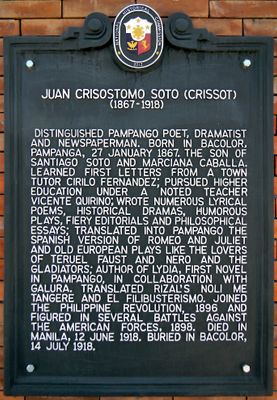 JUAN CRISOSTOMO SOTO (CRISSOT)
(1867-1918)
DISTINGUISHED PAMPANGO POET, DRAMATIST
AND NEWSPAPERMAN. BORN IN BACOLOR,
PAMPANGA, 27 JANUARY 1867. THE SON OF
SANTIAGO SOTO AND MARCIANA CABALLA.
LEARNED FIRST LETTERS FROM A TOWN
TUTOR CIRILO FERNANDEZ; PURSUED HIGHER
EDUCATION UNDER A NOTED TEACHER
VICENTE QUIRINO; WROTE NUMEROUS LYRICAL
POEMS, HISTORICAL DRAMAS, HUMOROUS
PLAYS, FIERY EDITORIALS AND PHILOSOPHICAL
ESSAYS; TRANSLATED INTO PAMPANGO THE
SPANISH VERSION OF ROMEO AND JULIET
AND OLD EUROPEAN PLAYS LIKE THE LOVERS
OF TERUEL FAUST AND NERO AND THE
GLADIATORS; AUTHOR OF LYDIA, FIRST NOVEL
IN PAMPANGO, IN COLLABORATION WITH
GALURA. TRANSLATED RIZAL'S NOLI ME
TANGERE AND EL FILIBUSTERISMO. JOINED
THE PHILIPPINE REVOLUTION, 1896 AND
FIGURED IN SEVERAL BATTLES AGAINST
THE AMERICAN FORCES, 1898. DIED IN
MANILA, 12 JUNE 1918. BURIED IN BACOLOR,
14 JULY 1918.